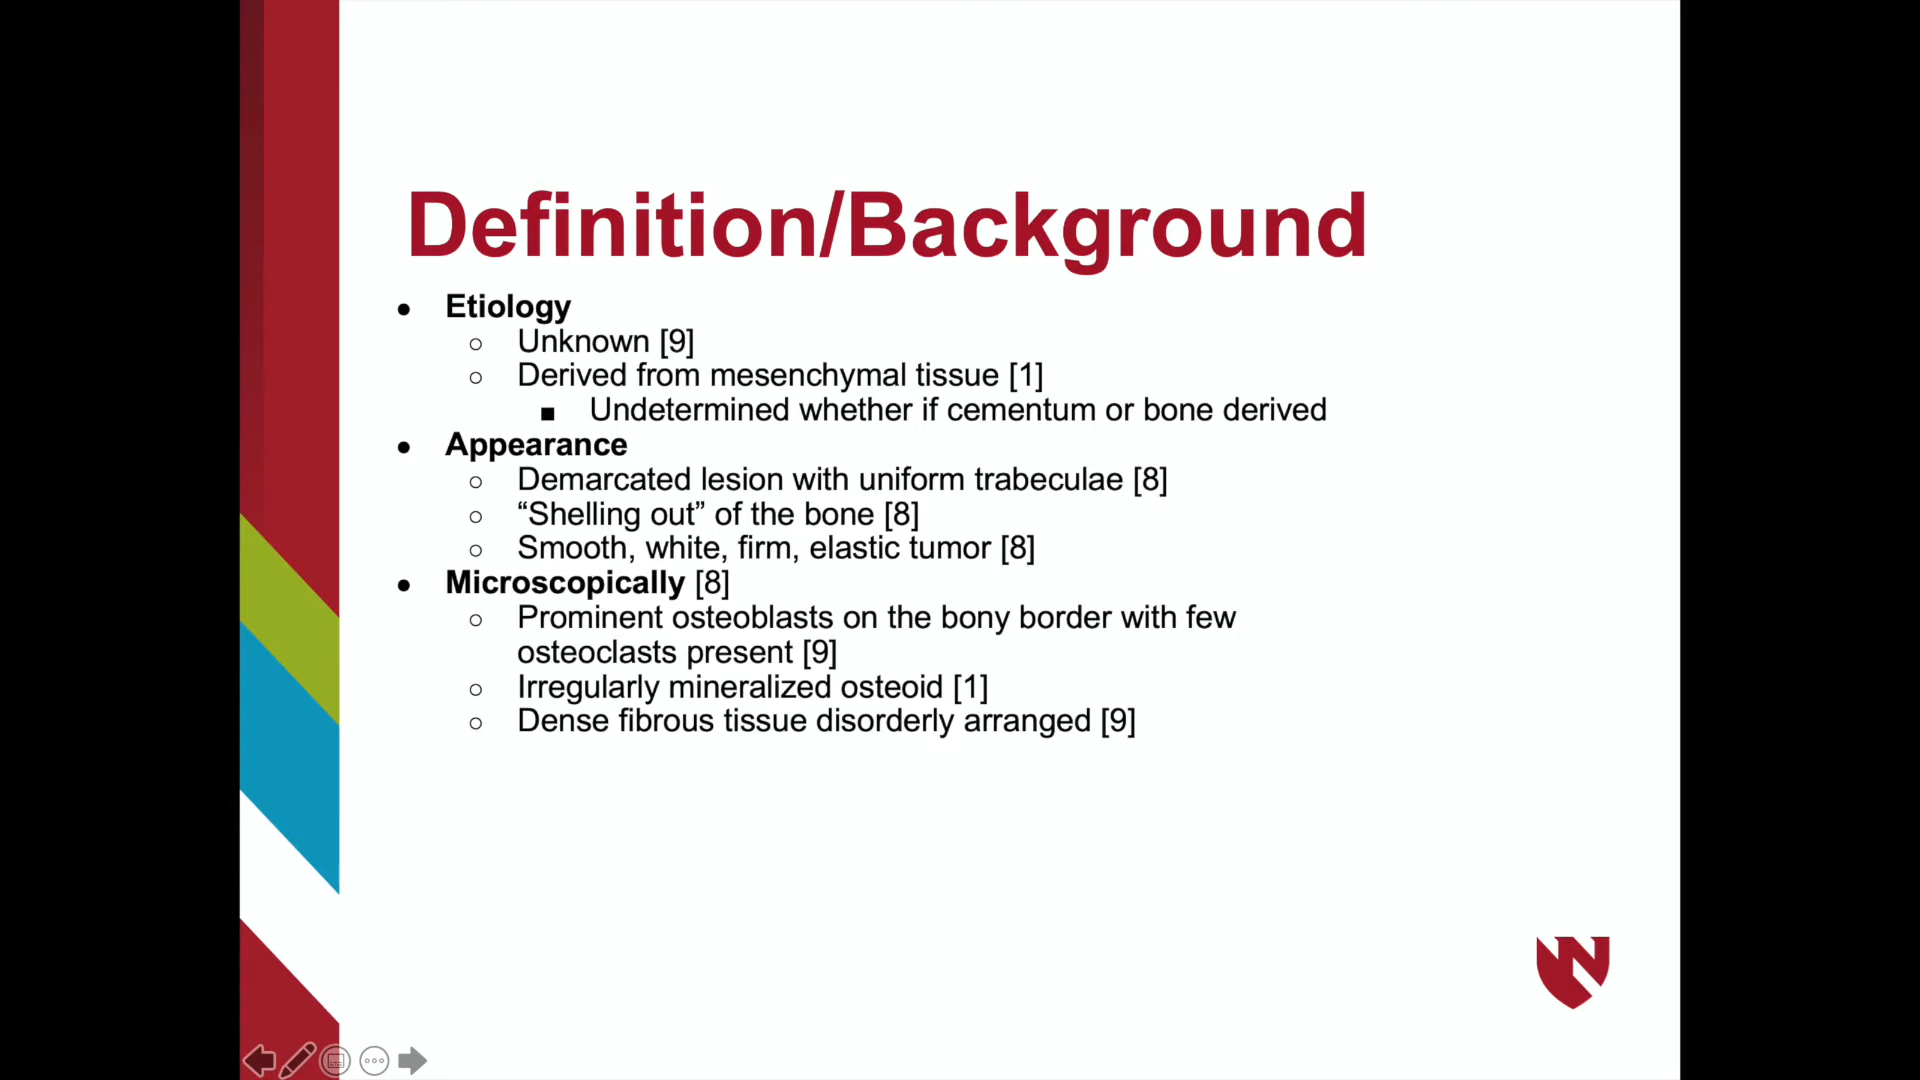 Definition/Background
● Etiology
○ Unknown [9]
○ Derived from mesenchymal tissue [1]
■ Undetermined whether if cementum or bone derived
● Appearance
○ Demarcated lesion with uniform trabeculae [8]
○ “Shelling out” of the bone [8]
○ Smooth, white, firm, elastic tumor [8]
● Microscopically [8]
○ Prominent osteoblasts on the bony border with few
osteoclasts present [9]
○ Irregularly mineralized osteoid [1]
○ Dense fibrous tissue disorderly arranged [9]
N